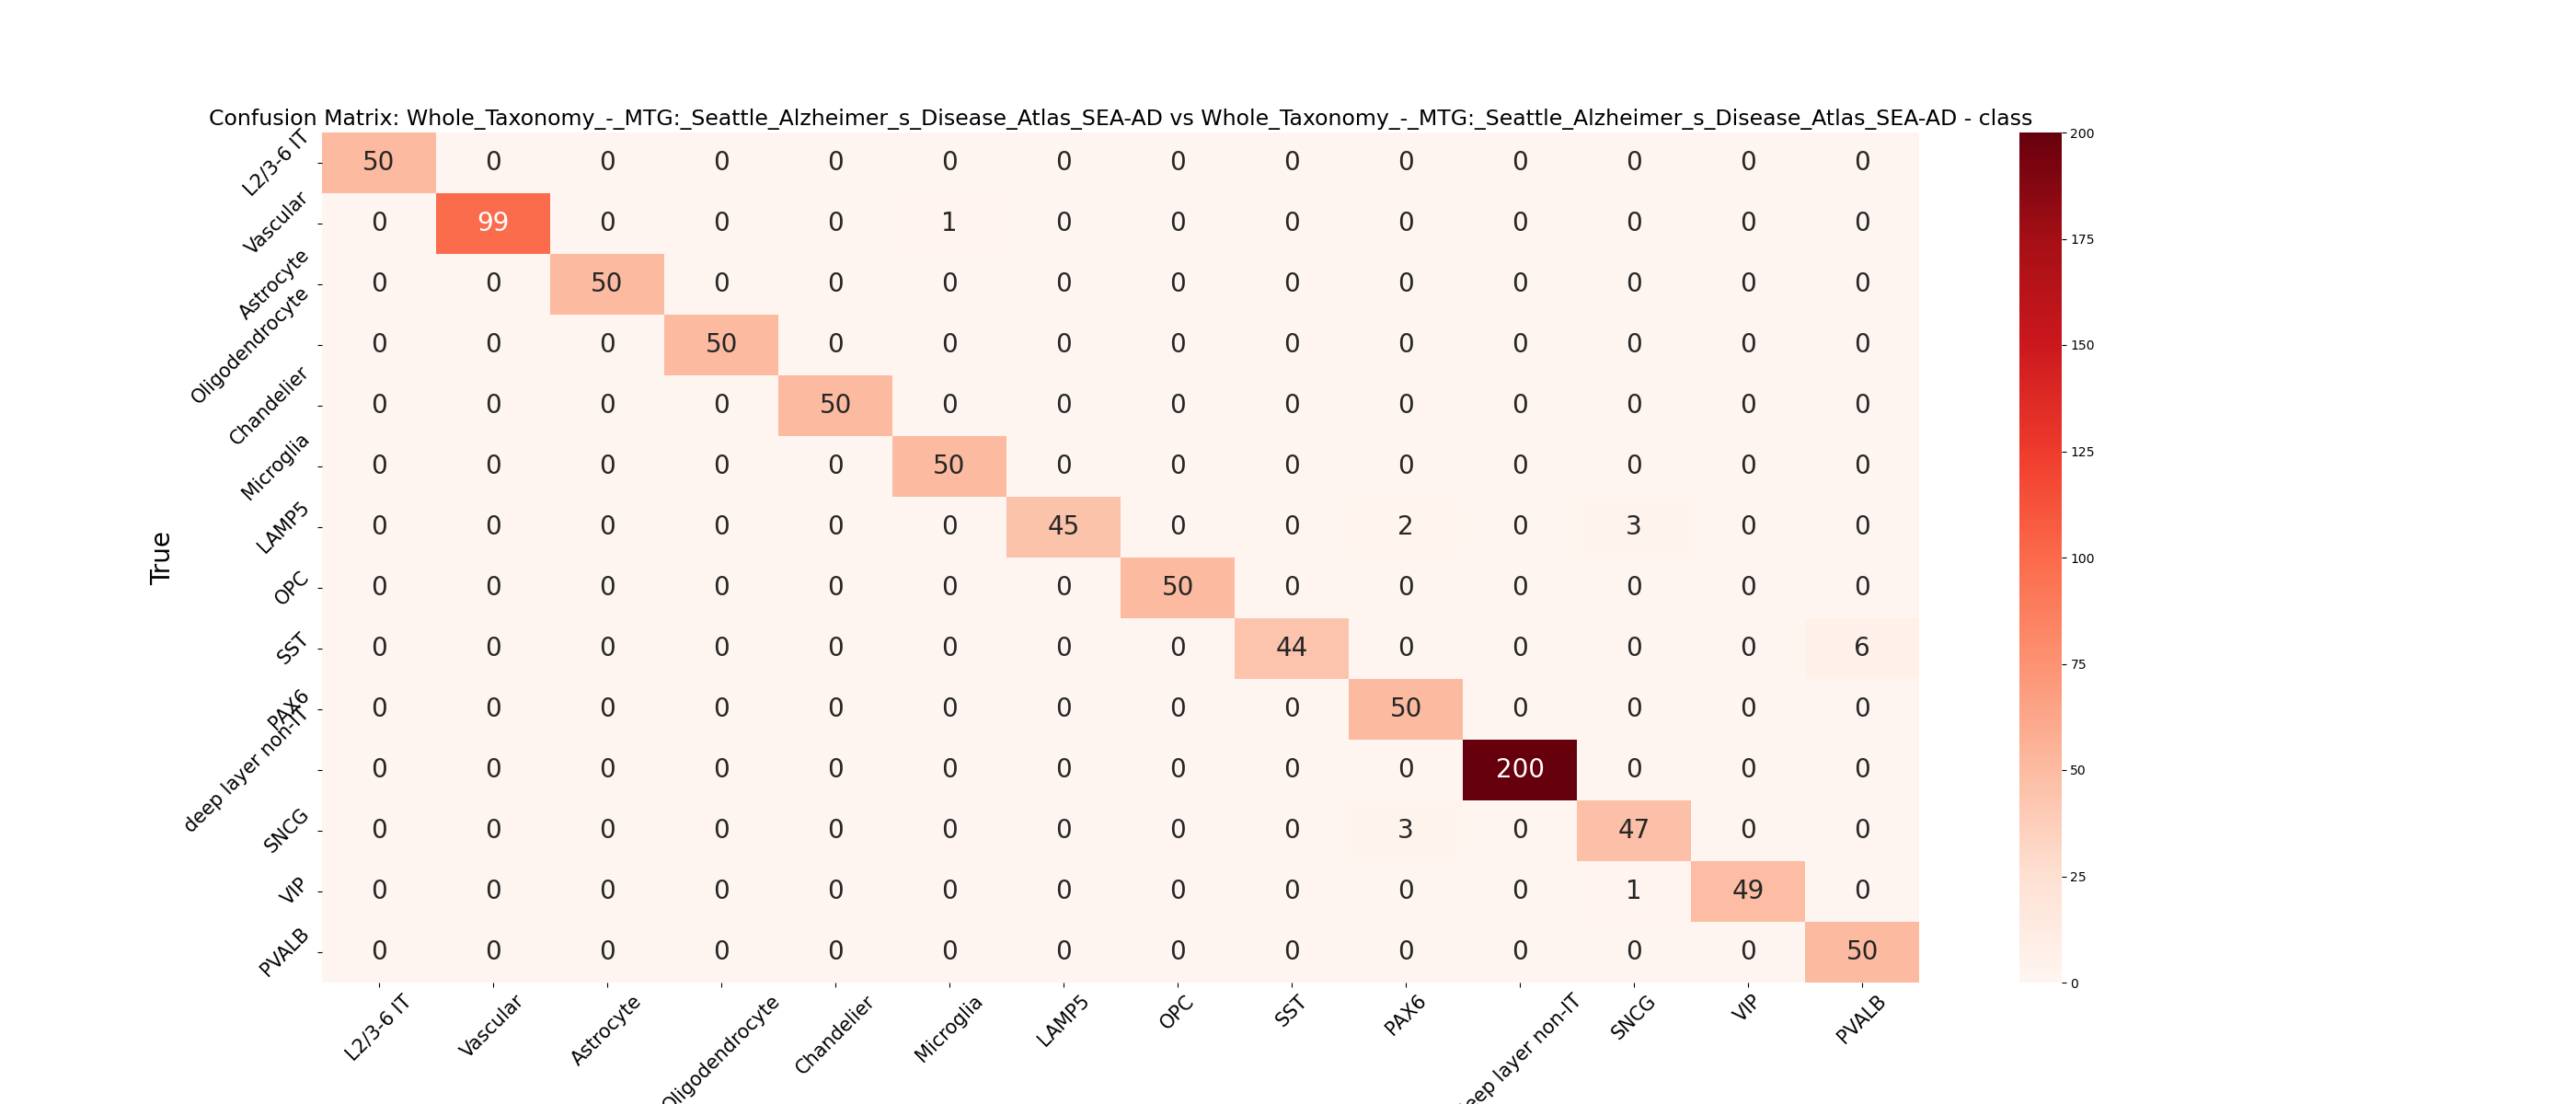 Confusion Matrix: Whole_Taxonomy_-_MTG:_Seattle_Alzheimer_s_Disease_Atlas_SEA-AD vs Whole_Taxonomy_-_MTG:_Seattle_Alzheimer_s_Disease_Atlas_SEA-AD - class
L2/3-6 IT 50 0 0 0 0 0 0 0 0 0 0 0 0 0
Vascular 0 99 0 0 0 1 0 0 0 0 0 0 0 0
Astrocyte 0 0 50 0 0 0 0 0 0 0 0 0 0 0
Oligodendrocyte 0 0 0 50 0 0 0 0 0 0 0 0 0 0
Chandelier 0 0 0 0 50 0 0 0 0 0 0 0 0 0
Microglia 0 0 0 0 0 50 0 0 0 0 0 0 0 0
LAMP5 0 0 0 0 0 0 45 0 0 2 0 3 0 0
OPC 0 0 0 0 0 0 0 50 0 0 0 0 0 0
SST 0 0 0 0 0 0 0 0 44 0 0 0 0 6
PAX6 0 0 0 0 0 0 0 0 0 50 0 0 0 0
deep layer non-IT 0 0 0 0 0 0 0 0 0 0 200 0 0 0
SNCG 0 0 0 0 0 0 0 0 0 3 0 47 0 0
VIP 0 0 0 0 0 0 0 0 0 0 0 1 49 0
PVALB 0 0 0 0 0 0 0 0 0 0 0 0 0 50
True
L2/3-6 IT Vascular Astrocyte Oligodendrocyte Chandelier Microglia LAMP5 OPC SST PAX6 deep layer non-IT SNCG VIP PVALB
200
175
150
125
100
75
50
25
0